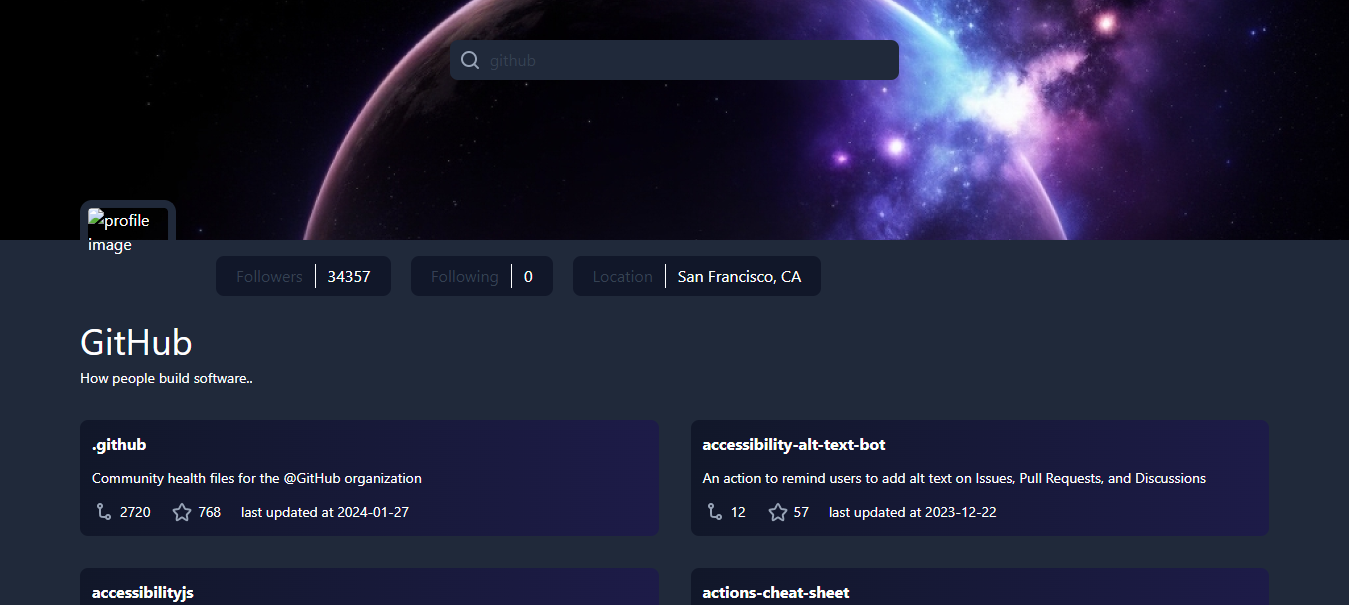 github
profile
image
Followers 34357 Following 0 Location San Francisco, CA
GitHub
How people build software..
.github accessibility-alt-text-bot
Community health files for the @GitHub organization An action to remind users to add alt text on Issues, Pull Requests, and Discussions
2720 768 last updated at 2024-01-27 12 57 last updated at 2023-12-22
accessibilityjs actions-cheat-sheet